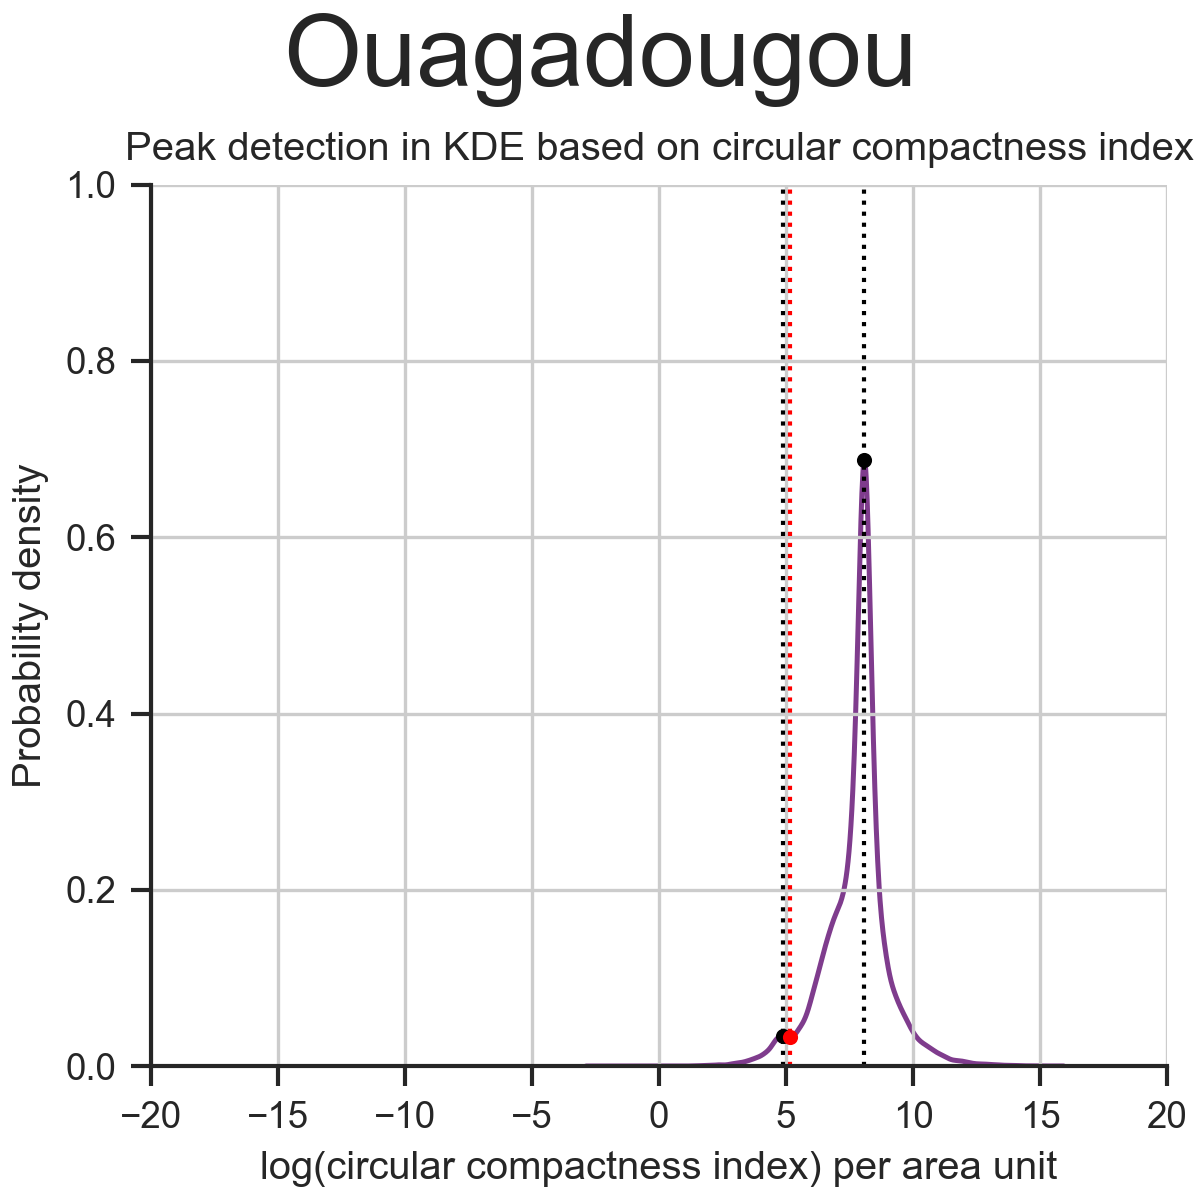 Ouagadougou
Peak detection in KDE based on circular compactness index
1.0
0.8
0.6
0.4
0.2
0.0
Probability density
−20 −15 −10 −5 0 5 10 15 20
log(circular compactness index) per area unit